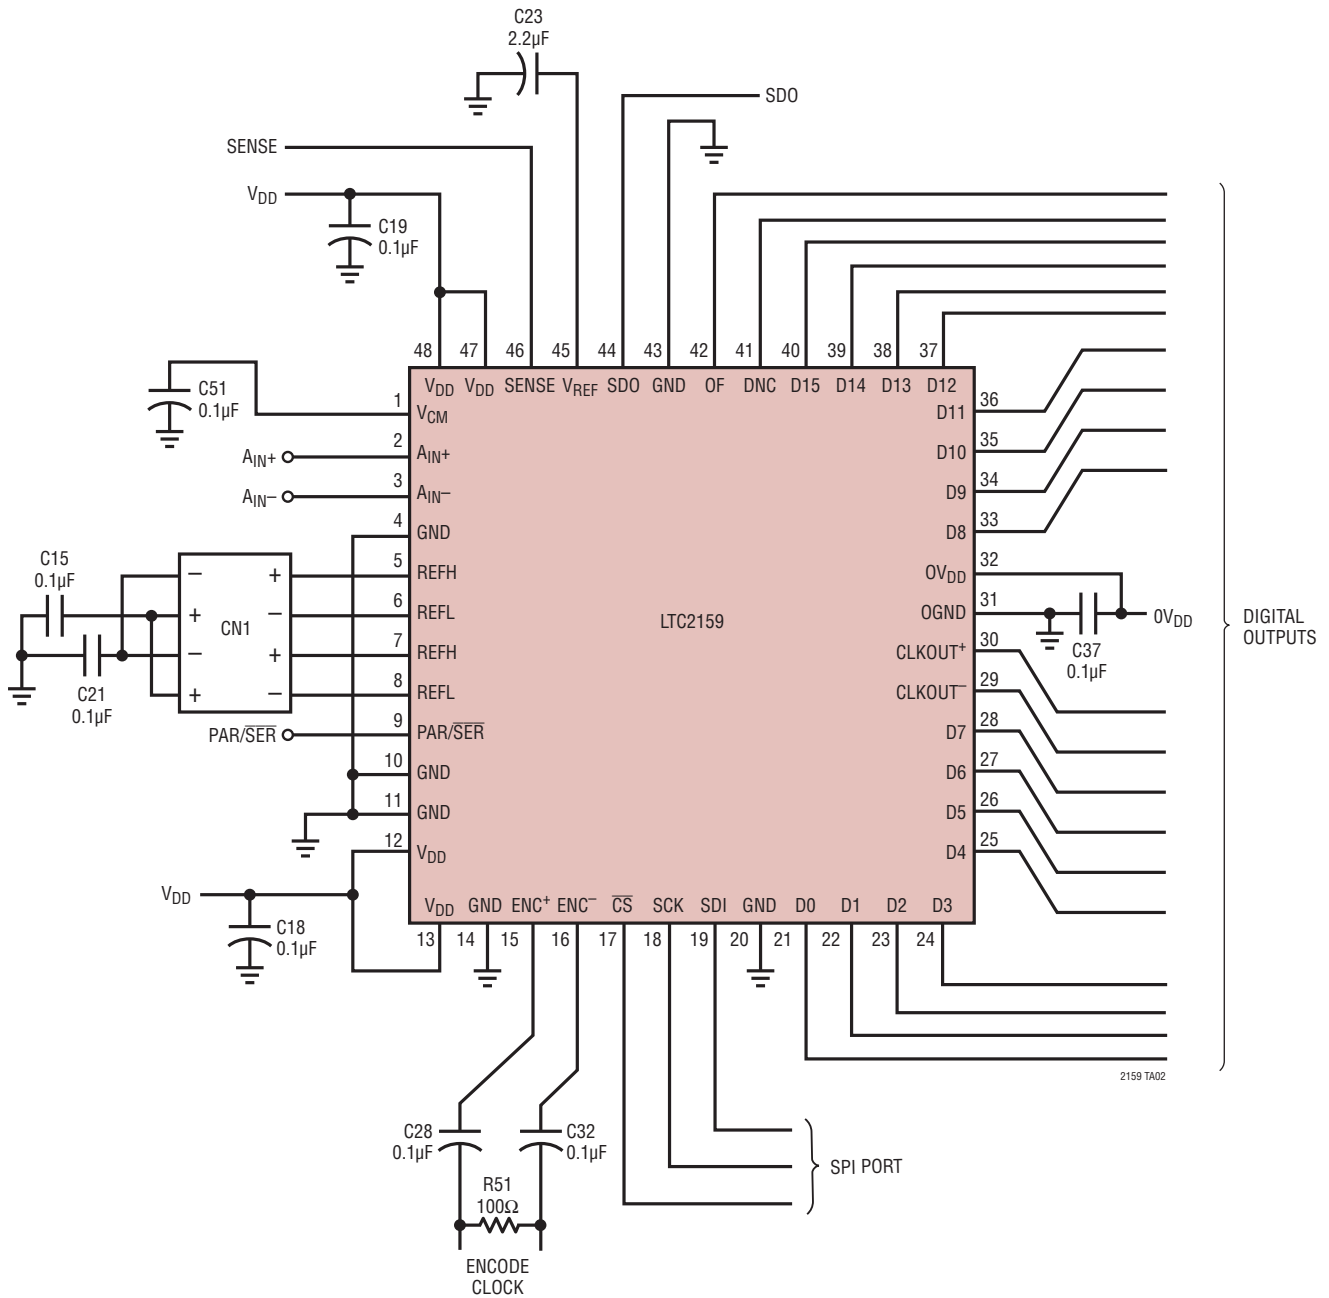 C23
2.2µF
SDO
SENSE
VDD
C19
0.1µF
48 47 46 45 44 43 42 41 40 39 38 37
VDD VDD SENSE VREF SDO GND OF DNC D15 D14 D13 D12
C51
0.1µF
1
VCM
2
AIN+
AIN+
3
AIN–
AIN–
4
GND
C15
0.1µF
5
REFH
6
REFL
7
REFH
8
REFL
– +
+ –
CN1
– +
+ –
C21
0.1µF
9
PAR/S̅E̅R̅
PAR/S̅E̅R̅
10
GND
11
GND
12
VDD
VDD
C18
0.1µF
LTC2159
36
D11
35
D10
34
D9
33
D8
32
OVDD
31
OGND
0VDD
C37
0.1µF
30
CLKOUT+
29
CLKOUT–
28
D7
27
D6
26
D5
25
D4
DIGITAL
OUTPUTS
VDD GND ENC+ ENC– C̅S̅ SCK SDI GND D0 D1 D2 D3
13 14 15 16 17 18 19 20 21 22 23 24
2159 TA02
C28
0.1µF
C32
0.1µF
R51
100Ω
SPI PORT
ENCODE
CLOCK